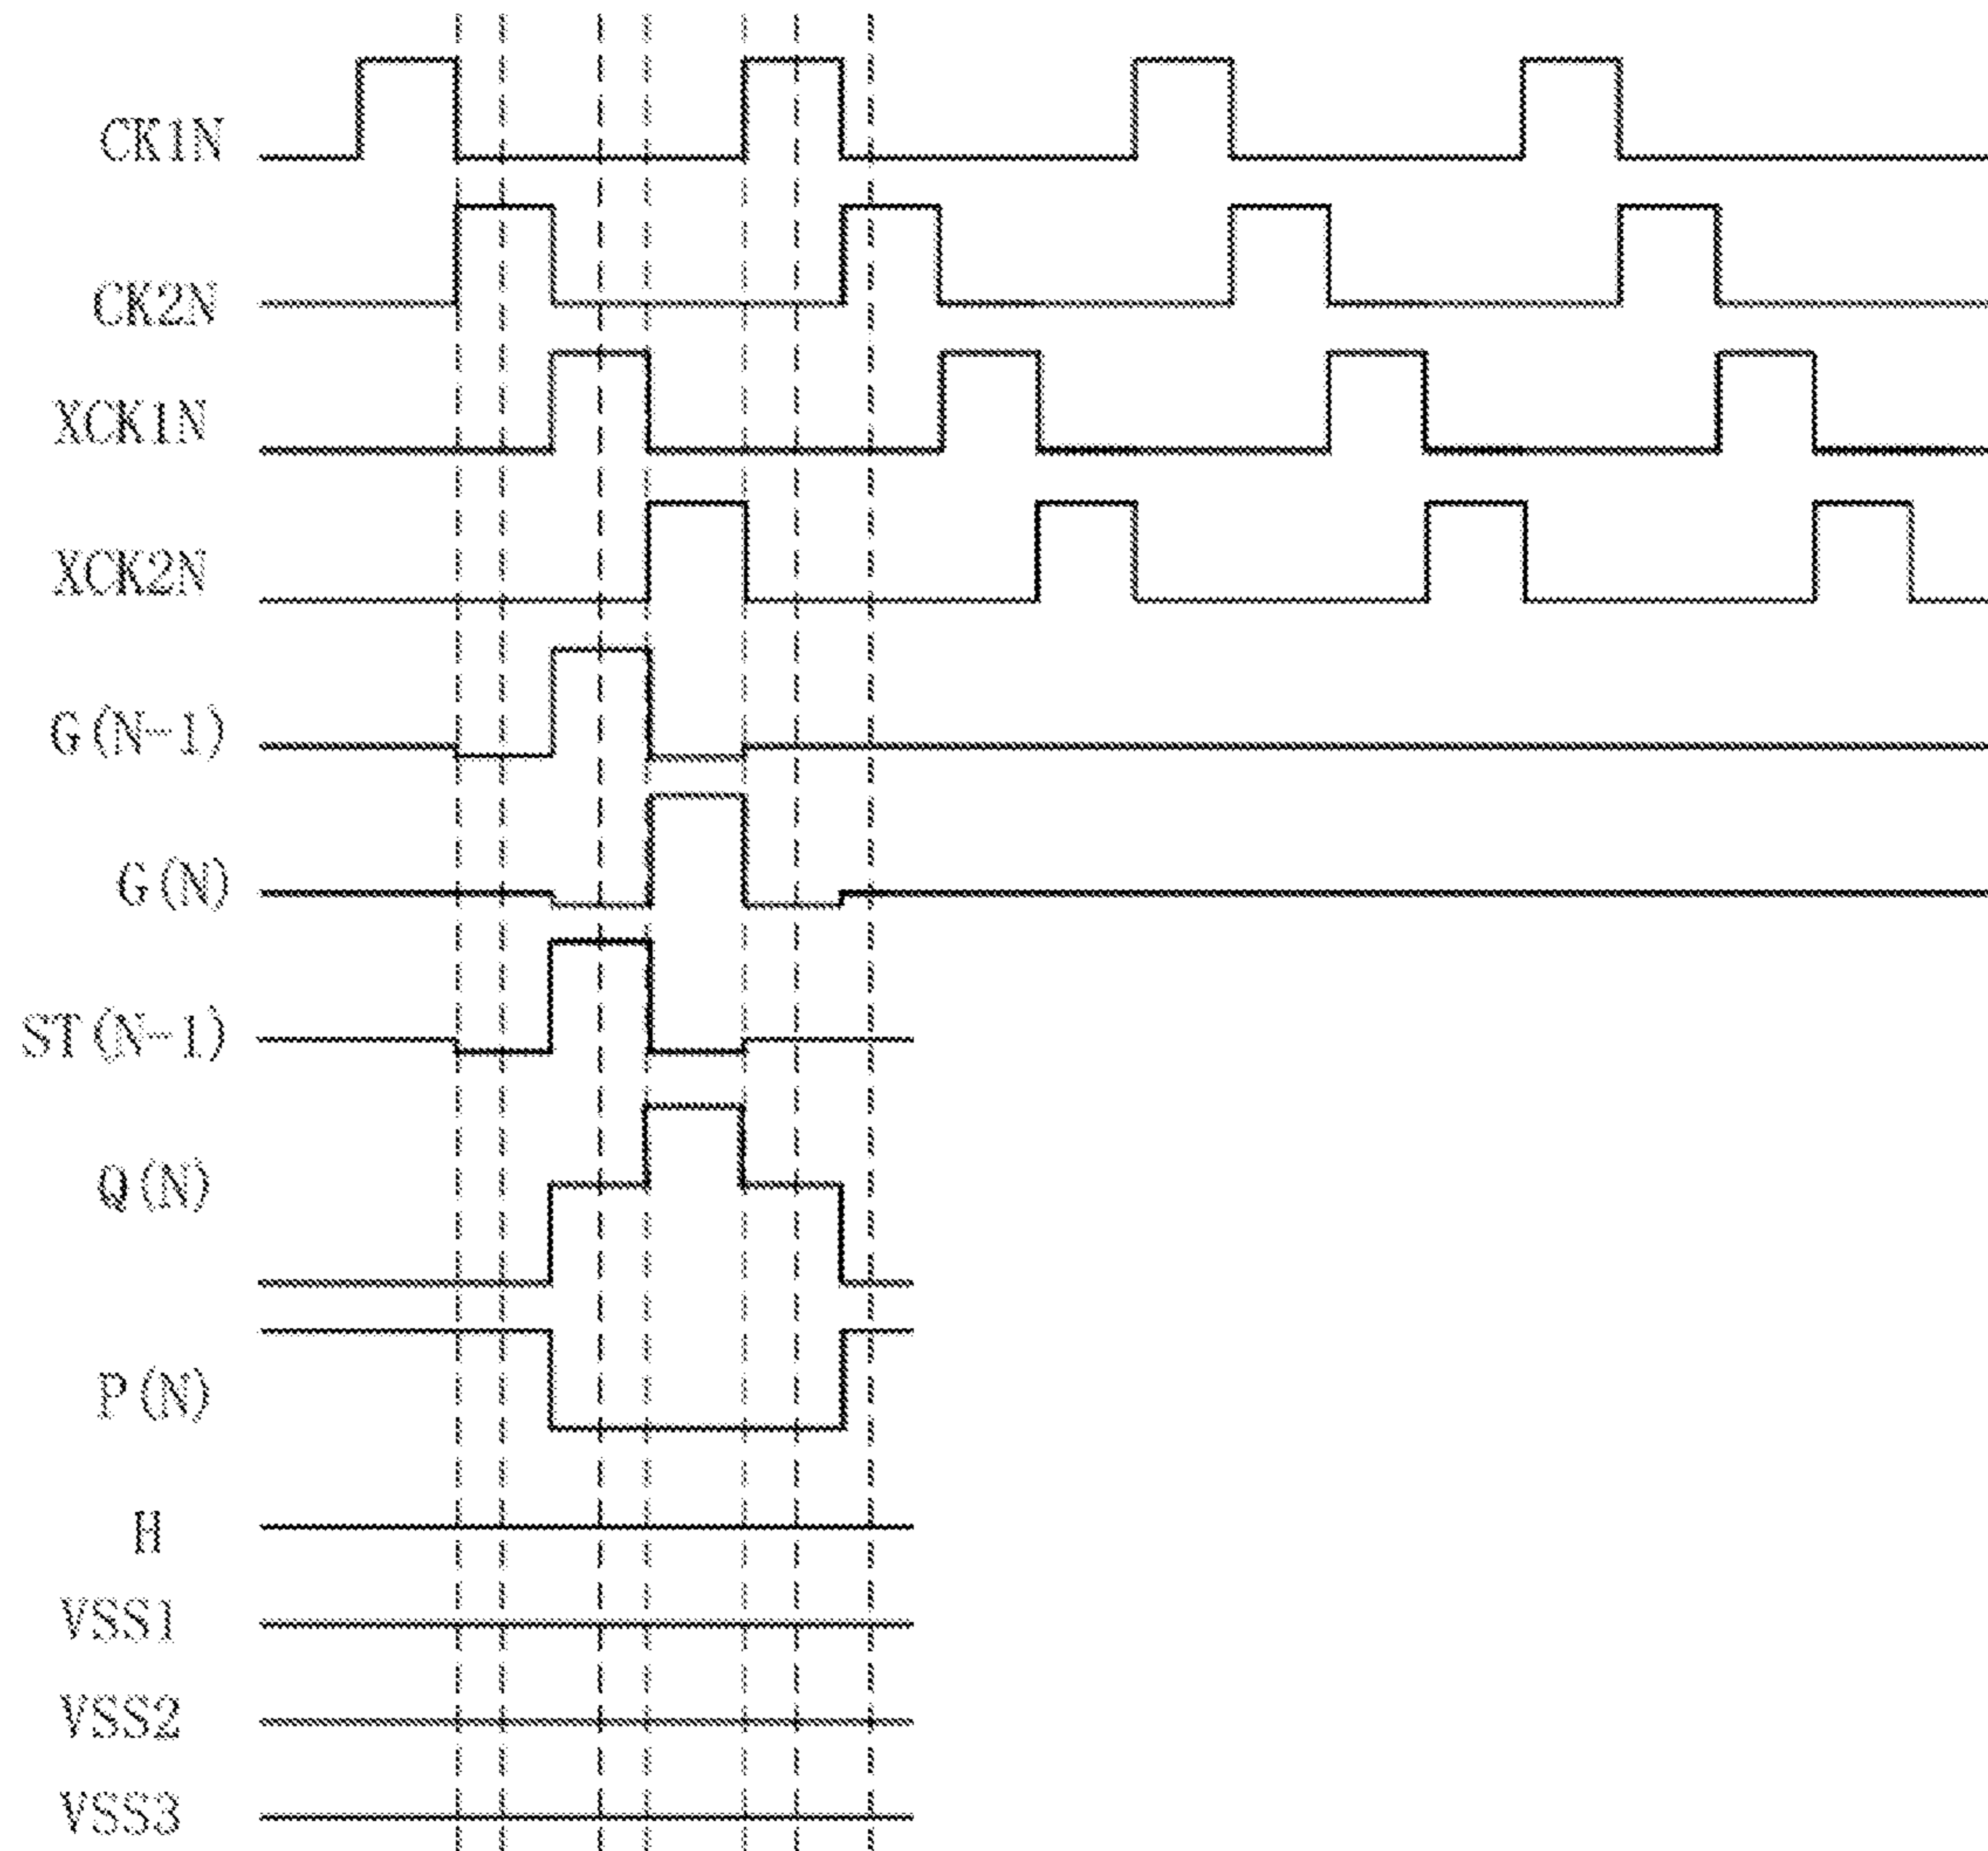 CK1N
CK2N
XCK1N
XCK2N
G(N-1)
G(N)
ST(N-1)
Q(N)
P(N)
H
VSS1
VSS2
VSS3